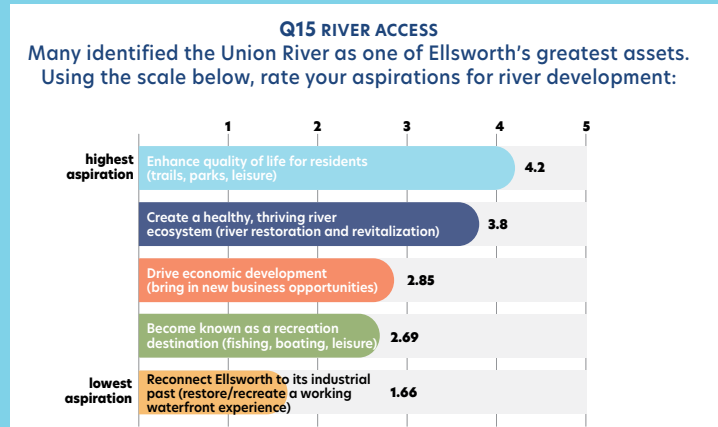 Q15 RIVER ACCESS
Many identified the Union River as one of Ellsworth's greatest assets.
Using the scale below, rate your aspirations for river development:
1 2 3 4 5
highest
aspiration
Enhance quality of life for residents
(trails, parks, leisure)
4.2
Create a healthy, thriving river
ecosystem (river restoration and revitalization)
3.8
Drive economic development
(bring in new business opportunities)
2.85
Become known as a recreation
destination (fishing, boating, leisure)
2.69
lowest
aspiration
Reconnect Ellsworth to its industrial
past (restore/recreate a working
waterfront experience)
1.66